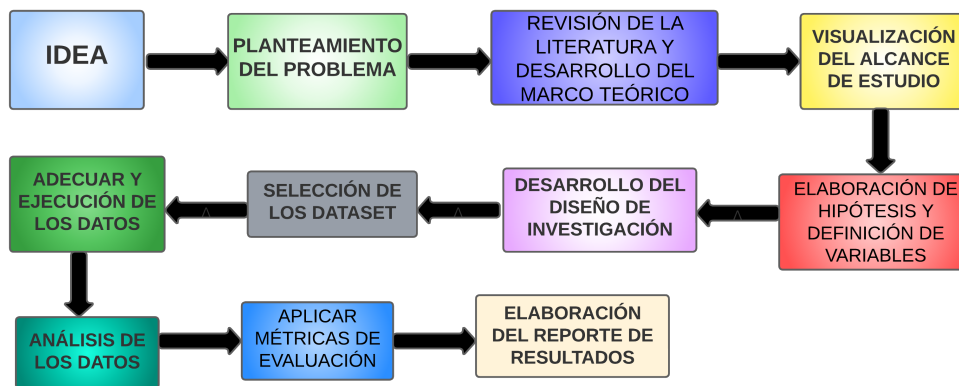 IDEA
PLANTEAMIENTO
DEL PROBLEMA
REVISIÓN DE LA
LITERATURA Y
DESARROLLO DEL
MARCO TEÓRICO
VISUALIZACIÓN
DEL ALCANCE
DE ESTUDIO
ELABORACIÓN DE
HIPÓTESIS Y
DEFINICIÓN DE
VARIABLES
DESARROLLO DEL
DISEÑO DE
INVESTIGACIÓN
SELECCIÓN DE
LOS DATASET
ADECUAR Y
EJECUCIÓN DE
LOS DATOS
ANÁLISIS DE
LOS DATOS
APLICAR
MÉTRICAS DE
EVALUACIÓN
ELABORACIÓN
DEL REPORTE DE
RESULTADOS